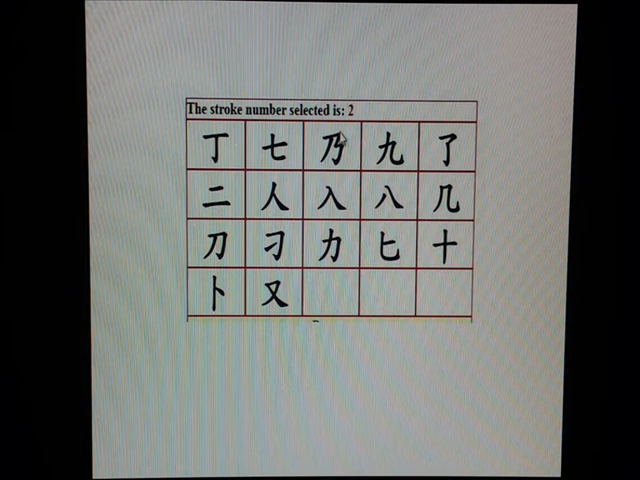 The stroke number selected is: 2
丁 七 乃 九 了
二 人 入 八 几
刀 刁 力 匕 十
卜 又